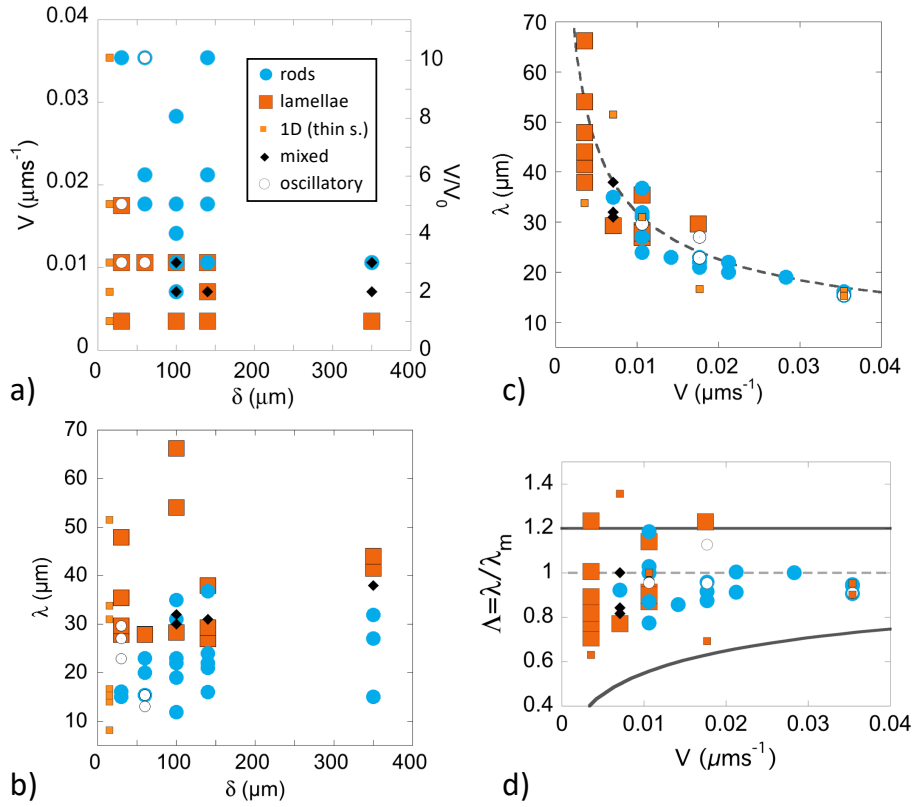 0.04
0.03
0.02
0.01
0
V (µms⁻¹)
10
8
6
4
2
0
V/V₀
rods
lamellae
1D (thin s.)
mixed
oscillatory
0
100
200
300
400
δ (µm)
a)
70
60
50
40
30
20
10
λ (µm)
0
0.01
0.02
0.03
0.04
V (µms⁻¹)
c)
70
60
50
40
30
20
10
λ (µm)
0
100
200
300
400
δ (µm)
b)
1.4
1.2
1
0.8
0.6
0.4
Λ=λ/λₘ
0
0.01
0.02
0.03
0.04
V (µms⁻¹)
d)